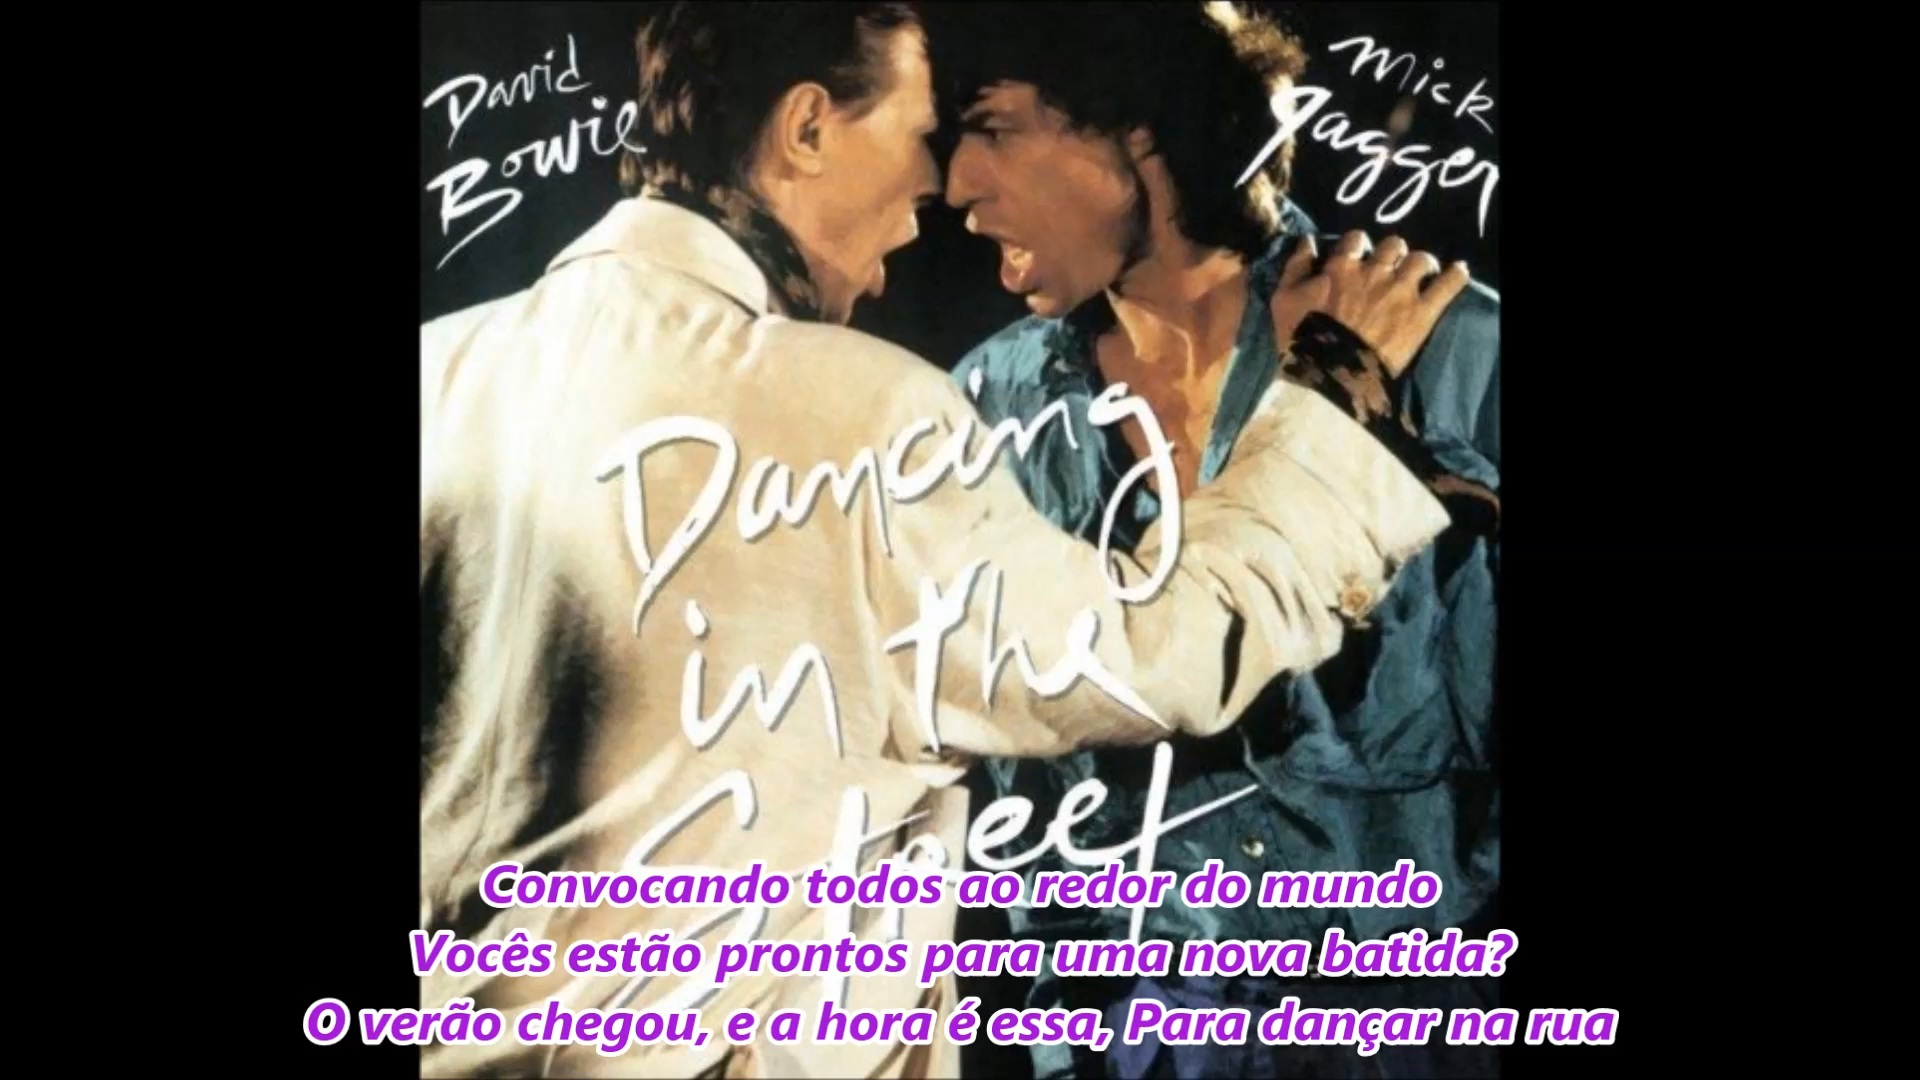 David
Bowie
Mick
Jagger
Dancing
in the
Street
Convocando todos ao redor do mundo
Vocês estão prontos para uma nova batida?
O verão chegou, e a hora é essa, Para dançar na rua